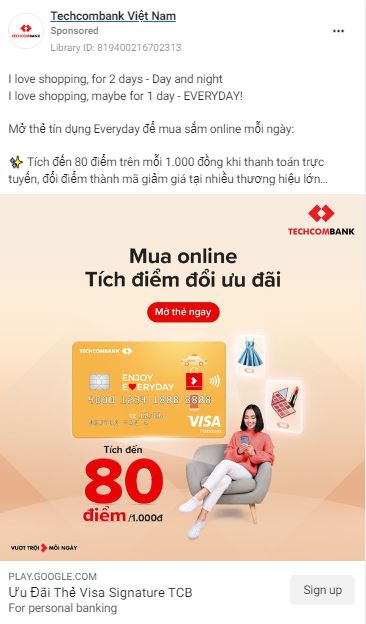 Techcombank Việt Nam
Sponsored
Library ID: 819400216702313
TECHCOMBANK
I love shopping, for 2 days - Day and night
I love shopping, maybe for 1 day - EVERYDAY!
Mở thẻ tín dụng Everyday để mua sắm online mỗi ngày:
✨ Tích đến 80 điểm trên mỗi 1.000 đồng khi thanh toán trực
tuyến, đổi điểm thành mã giảm giá tại nhiều thương hiệu lớn...
TECHCOMBANK
Mua online
Tích điểm đổi ưu đãi
Mở thẻ ngay
TECHCOMBANK
ENJOY
EVERYDAY
VISA
Platinum
Tích đến
80
điểm/1.000đ
VƯỢT TRỘI MỖI NGÀY
PLAY.GOOGLE.COM
Ưu Đãi Thẻ Visa Signature TCB
For personal banking
Sign up